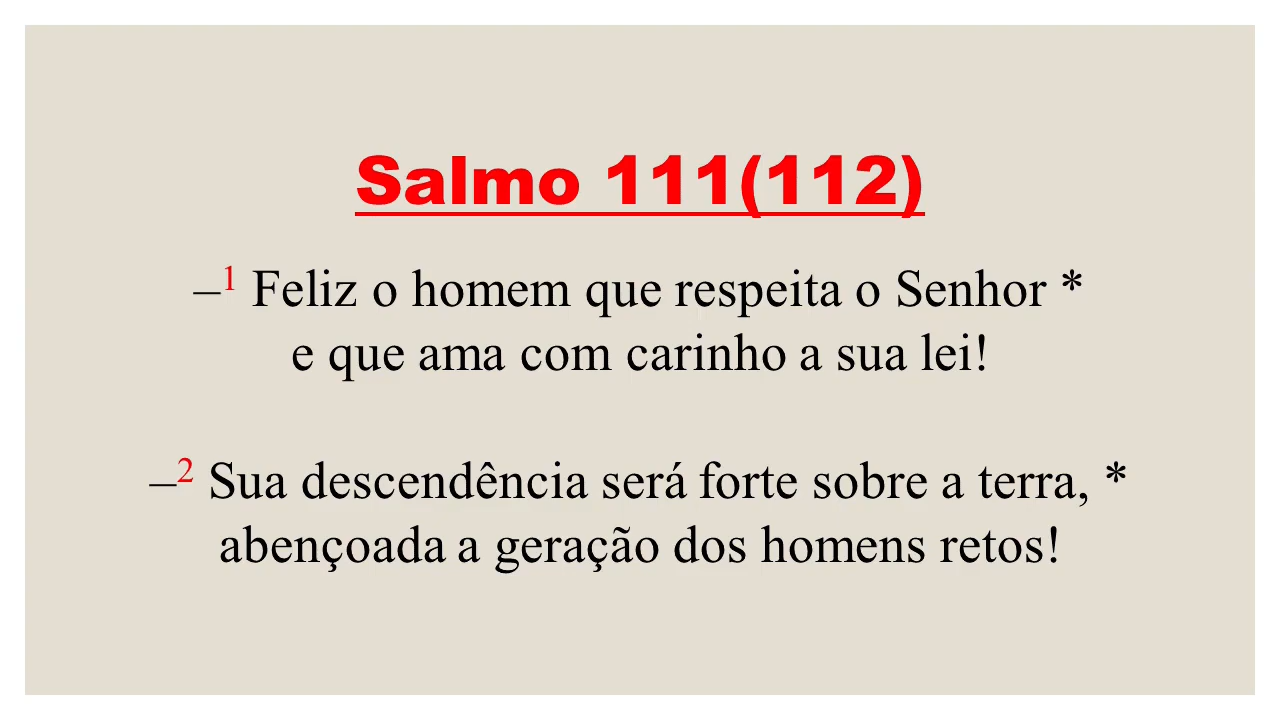 Salmo 111(112)
–¹ Feliz o homem que respeita o Senhor *
e que ama com carinho a sua lei!
–² Sua descendência será forte sobre a terra, *
abençoada a geração dos homens retos!